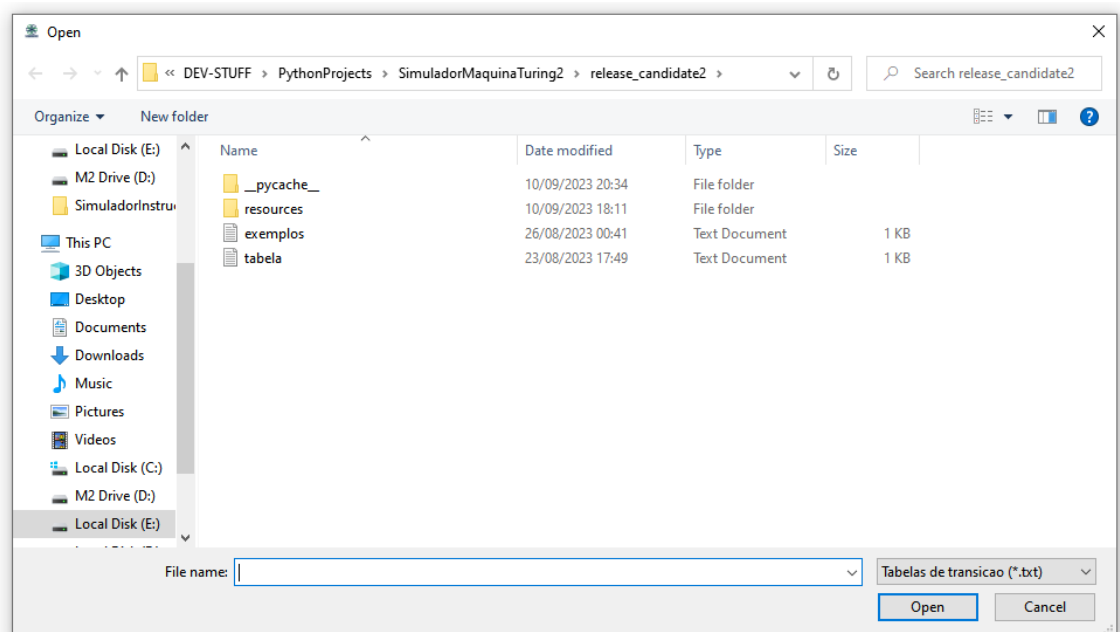 Open
« DEV-STUFF > PythonProjects > SimuladorMaquinaTuring2 > release_candidate2 >
Search release_candidate2
Organize
New folder
Name Date modified Type Size
__pycache__ 10/09/2023 20:34 File folder
resources 10/09/2023 18:11 File folder
exemplos 26/08/2023 00:41 Text Document 1 KB
tabela 23/08/2023 17:49 Text Document 1 KB
Local Disk (E:)
M2 Drive (D:)
SimuladorInstru
This PC
3D Objects
Desktop
Documents
Downloads
Music
Pictures
Videos
Local Disk (C:)
M2 Drive (D:)
Local Disk (E:)
File name:
Tabelas de transicao (*.txt)
Open
Cancel